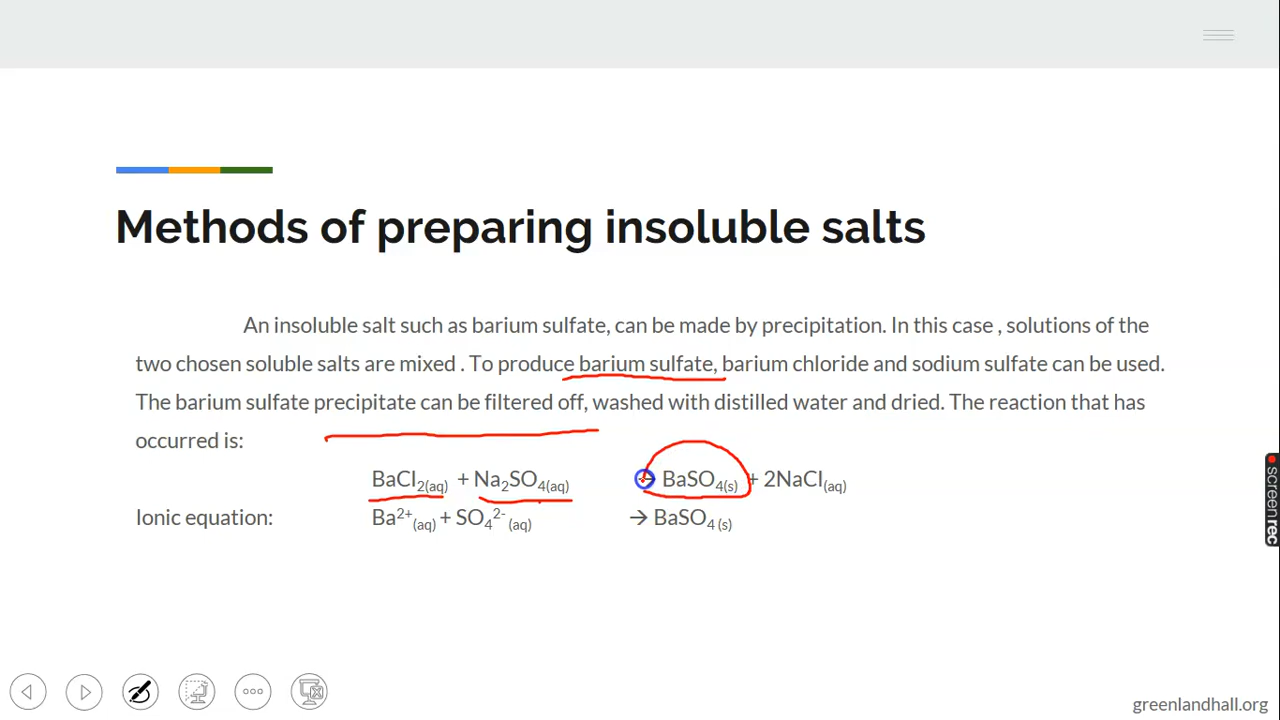 Methods of preparing insoluble salts
An insoluble salt such as barium sulfate, can be made by precipitation. In this case , solutions of the
two chosen soluble salts are mixed . To produce barium sulfate, barium chloride and sodium sulfate can be used.
The barium sulfate precipitate can be filtered off, washed with distilled water and dried. The reaction that has
occurred is:
BaCl₂(aq) + Na₂SO₄(aq) → BaSO₄(s) + 2NaCl(aq)
Ionic equation: Ba²⁺(aq) + SO₄²⁻(aq) → BaSO₄ (s)
Screenrec
greenlandhall.org